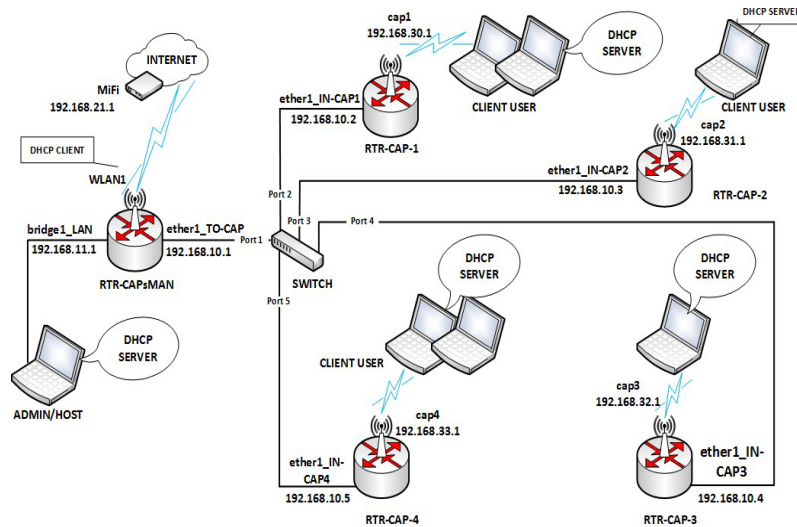 INTERNET
MiFi
192.168.21.1
DHCP CLIENT
WLAN1
bridge1_LAN
192.168.11.1
ether1_TO-CAP
192.168.10.1
RTR-CAPsMAN
DHCP
SERVER
ADMIN/HOST
Port 1
Port 2
Port 3
Port 4
Port 5
SWITCH
cap1
192.168.30.1
ether1_IN-CAP1
192.168.10.2
RTR-CAP-1
DHCP
SERVER
CLIENT USER
DHCP SERVER
CLIENT USER
cap2
192.168.31.1
ether1_IN-CAP2
192.168.10.3
RTR-CAP-2
DHCP
SERVER
CLIENT USER
cap4
192.168.33.1
ether1_IN-
CAP4
192.168.10.5
RTR-CAP-4
DHCP
SERVER
cap3
192.168.32.1
ether1_IN-
CAP3
192.168.10.4
RTR-CAP-3